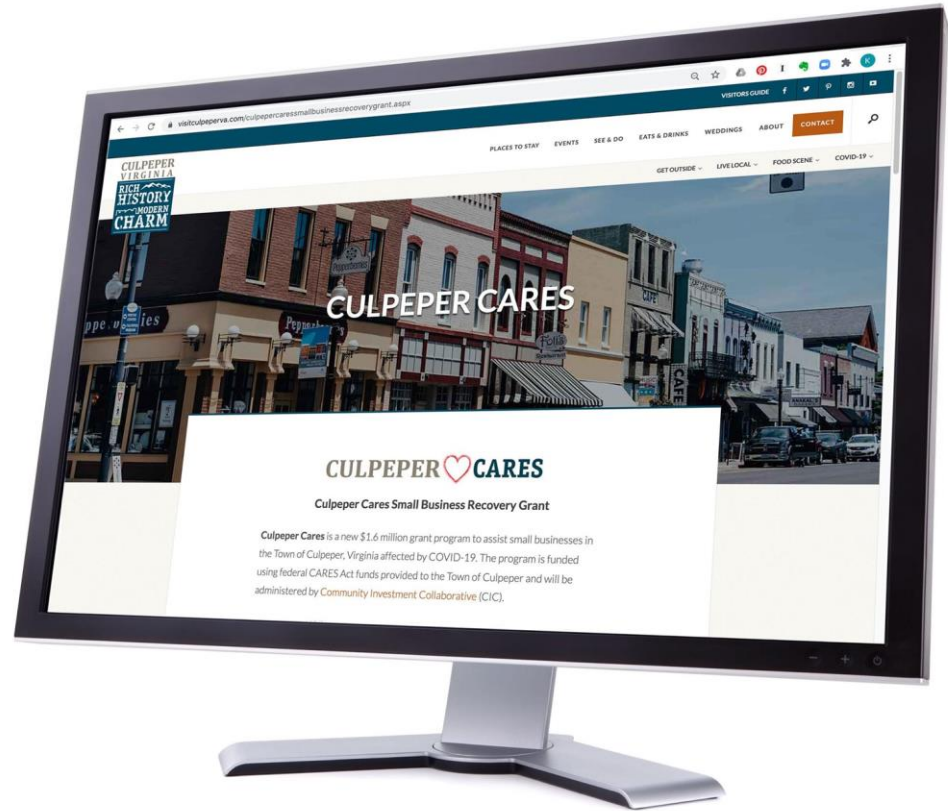 visitculpeperva.com/culpepercaressmallbusinessrecoverygrant.aspx
K
VISITORS GUIDE
PLACES TO STAY EVENTS SEE & DO EATS & DRINKS WEDDINGS ABOUT CONTACT
GET OUTSIDE LIVE LOCAL FOOD SCENE COVID-19
CULPEPER
VIRGINIA
RICH
HISTORY
MODERN
CHARM
Pepperberries
CAFE
CULPEPER CARES
Folia
CAFE
CULPEPER CARES
Culpeper Cares Small Business Recovery Grant
Culpeper Cares is a new $1.6 million grant program to assist small businesses in
the Town of Culpeper, Virginia affected by COVID-19. The program is funded
using federal CARES Act funds provided to the Town of Culpeper and will be
administered by Community Investment Collaborative (CIC).